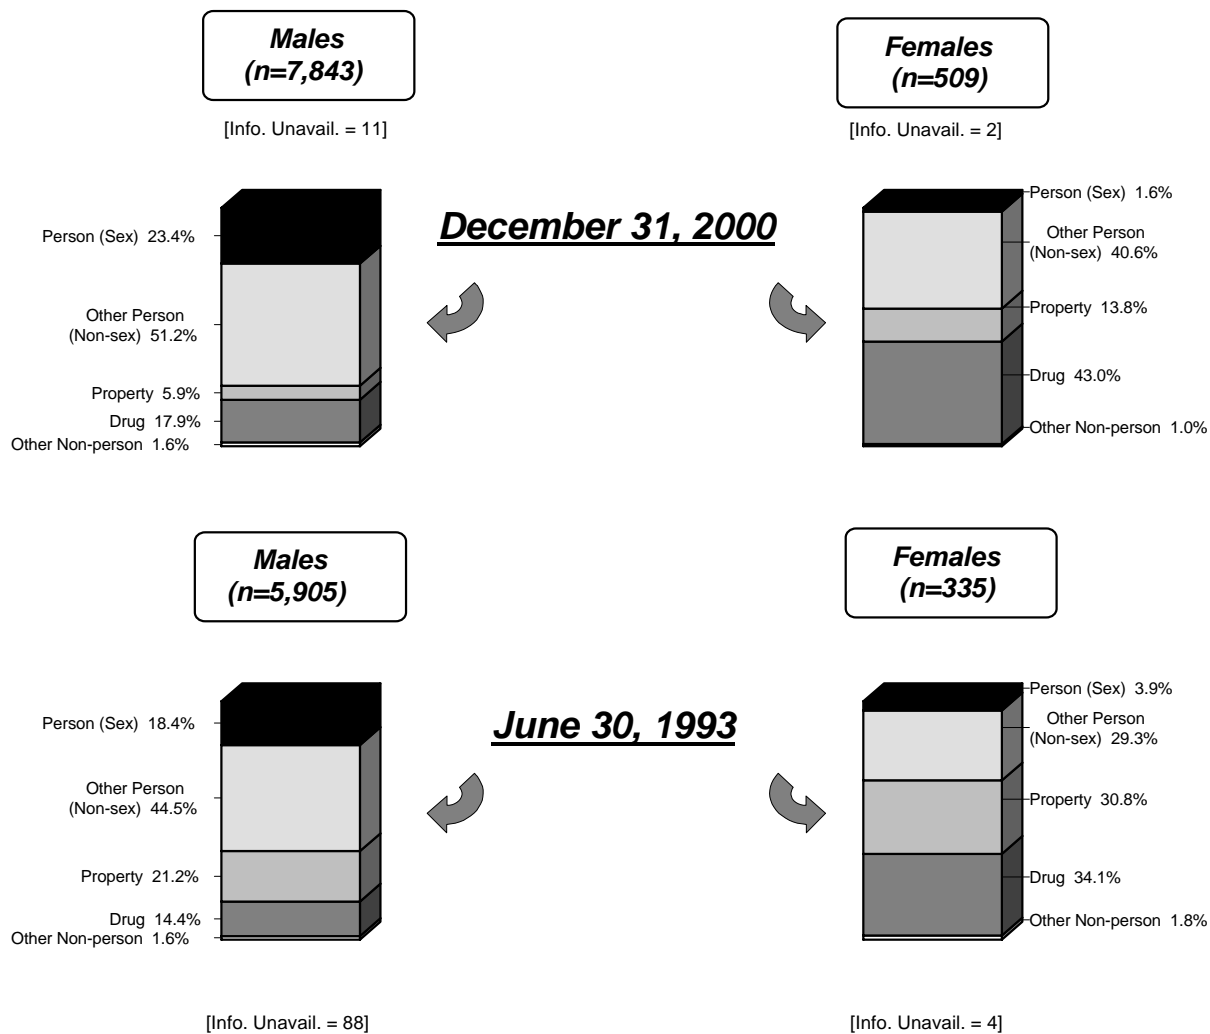 Males
(n=7,843)
[Info. Unavail. = 11]
Females
(n=509)
[Info. Unavail. = 2]
December 31, 2000
Person (Sex) 23.4%
Other Person
(Non-sex) 51.2%
Property 5.9%
Drug 17.9%
Other Non-person 1.6%
Person (Sex) 1.6%
Other Person
(Non-sex) 40.6%
Property 13.8%
Drug 43.0%
Other Non-person 1.0%
Males
(n=5,905)
Females
(n=335)
June 30, 1993
Person (Sex) 18.4%
Other Person
(Non-sex) 44.5%
Property 21.2%
Drug 14.4%
Other Non-person 1.6%
Person (Sex) 3.9%
Other Person
(Non-sex) 29.3%
Property 30.8%
Drug 34.1%
Other Non-person 1.8%
[Info. Unavail. = 88]
[Info. Unavail. = 4]